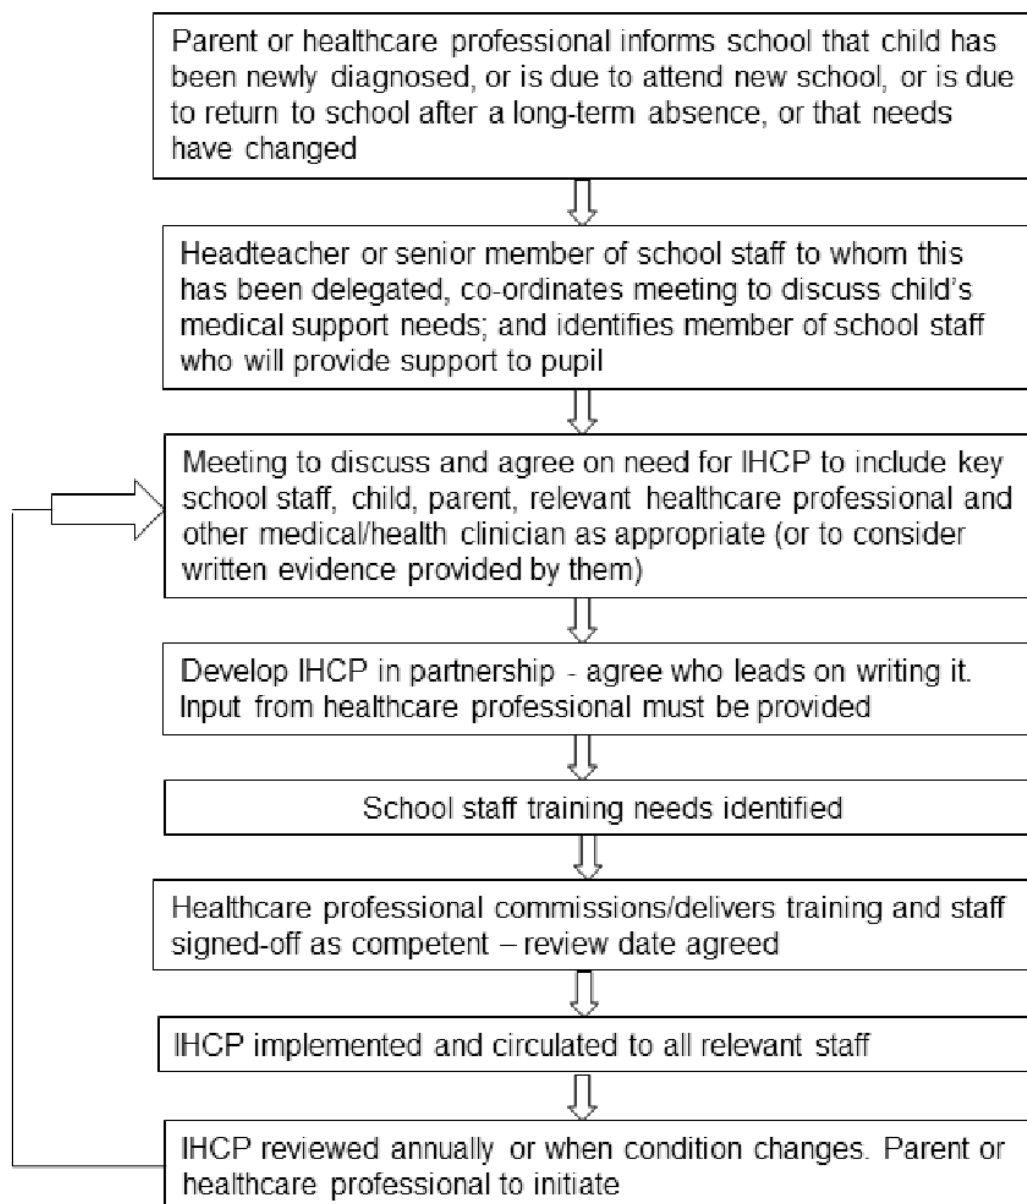 Parent or healthcare professional informs school that child has
been newly diagnosed, or is due to attend new school, or is due
to return to school after a long-term absence, or that needs
have changed
Headteacher or senior member of school staff to whom this
has been delegated, co-ordinates meeting to discuss child's
medical support needs; and identifies member of school staff
who will provide support to pupil
Meeting to discuss and agree on need for IHCP to include key
school staff, child, parent, relevant healthcare professional and
other medical/health clinician as appropriate (or to consider
written evidence provided by them)
Develop IHCP in partnership - agree who leads on writing it.
Input from healthcare professional must be provided
School staff training needs identified
Healthcare professional commissions/delivers training and staff
signed-off as competent – review date agreed
IHCP implemented and circulated to all relevant staff
IHCP reviewed annually or when condition changes. Parent or
healthcare professional to initiate